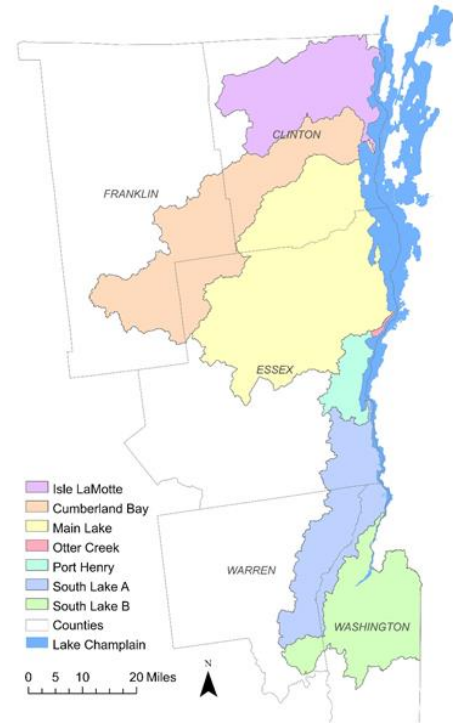 CLINTON
FRANKLIN
ESSEX
Isle LaMotte
Cumberland Bay
Main Lake
Otter Creek
Port Henry
South Lake A
South Lake B
Counties
Lake Champlain
WARREN
WASHINGTON
N
0 5 10 20 Miles